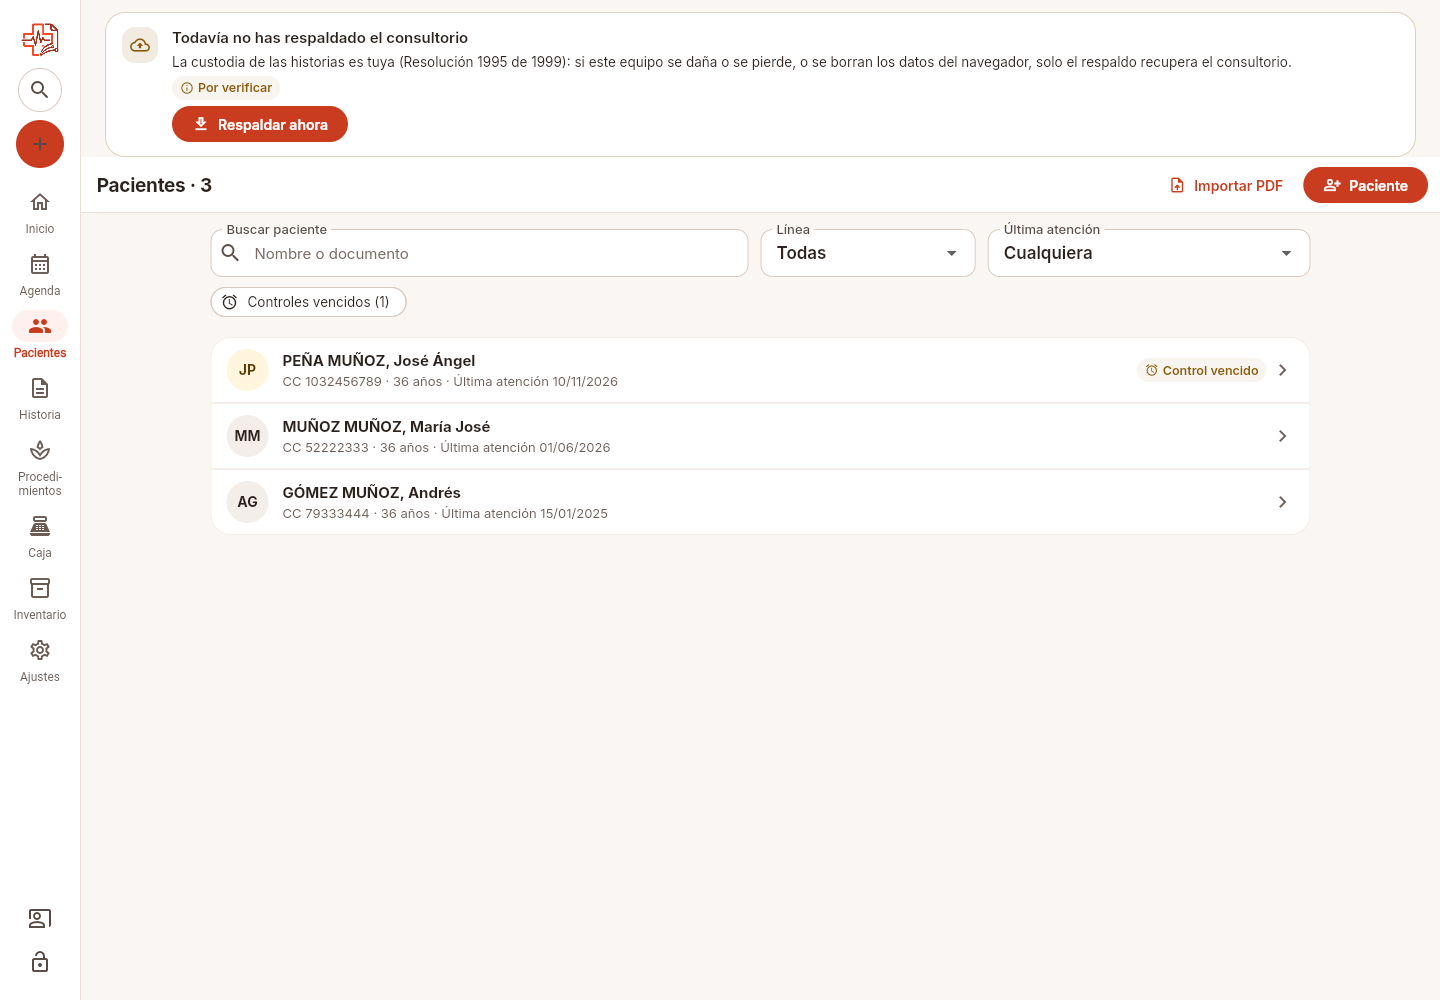 Todavía no has respaldado el consultorio
La custodia de las historias es tuya (Resolución 1995 de 1999): si este equipo se daña o se pierde, o se borran los datos del navegador, solo el respaldo recupera el consultorio.
Por verificar
Respaldar ahora
Pacientes · 3
Importar PDF
Paciente
Inicio
Agenda
Pacientes
Historia
Procedi-
mientos
Caja
Inventario
Ajustes
Buscar paciente
Nombre o documento
Línea
Todas
Última atención
Cualquiera
Controles vencidos (1)
JP
PEÑA MUÑOZ, José Ángel
CC 1032456789 · 36 años · Última atención 10/11/2026
Control vencido
MM
MUÑOZ MUÑOZ, María José
CC 52222333 · 36 años · Última atención 01/06/2026
AG
GÓMEZ MUÑOZ, Andrés
CC 79333444 · 36 años · Última atención 15/01/2025